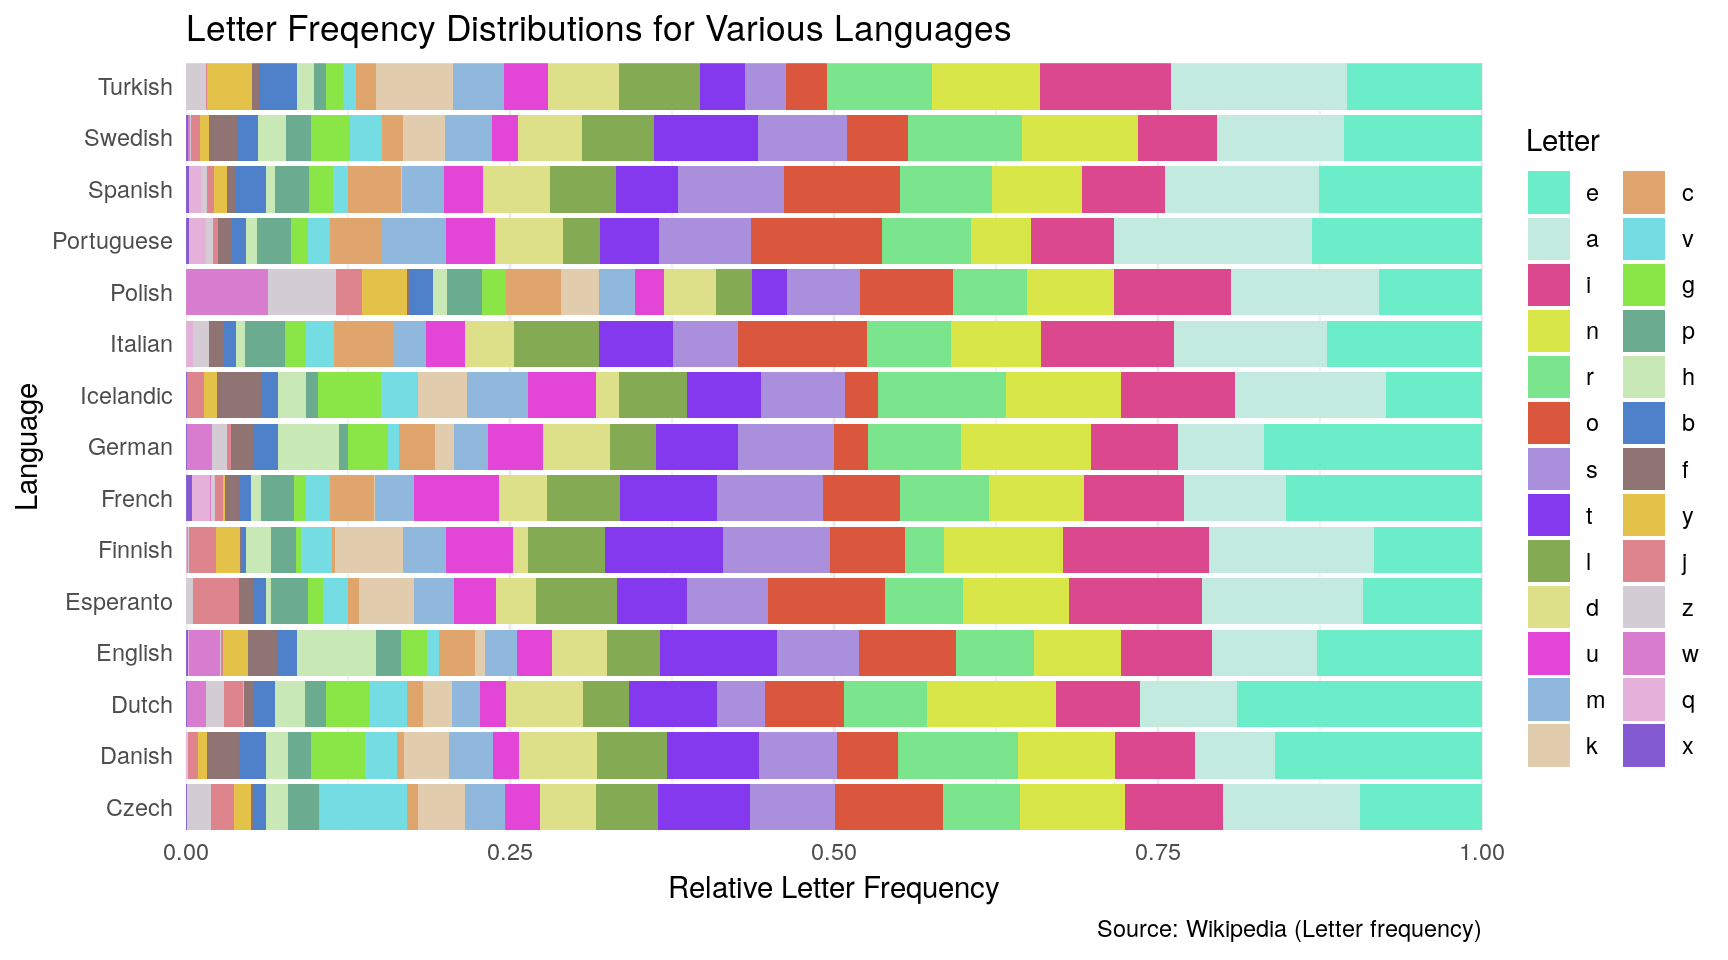 Letter Freqency Distributions for Various Languages
Language
Turkish
Swedish
Spanish
Portuguese
Polish
Italian
Icelandic
German
French
Finnish
Esperanto
English
Dutch
Danish
Czech
0.00 0.25 0.50 0.75 1.00
Relative Letter Frequency
Letter
e c
a v
i g
n p
r h
o b
s f
t y
l j
d z
u w
m q
k x
Source: Wikipedia (Letter frequency)